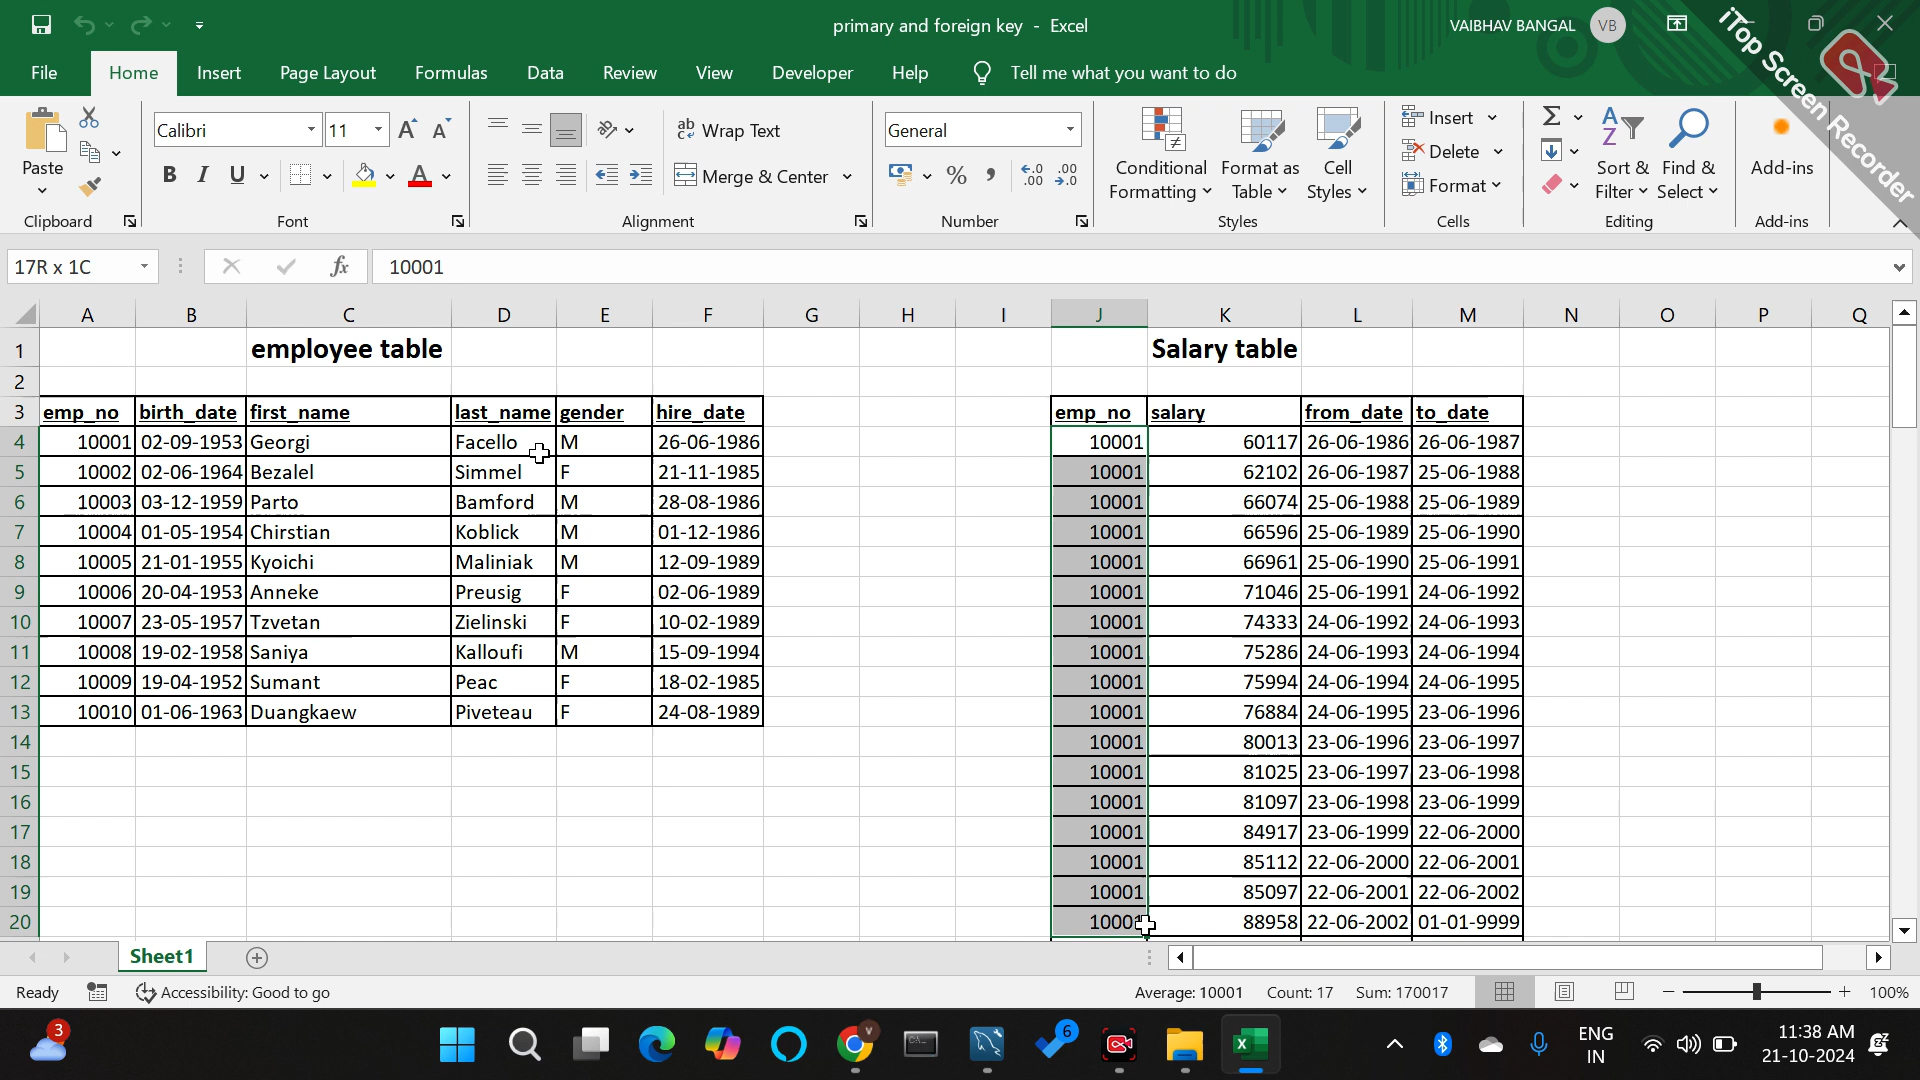 primary and foreign key - Excel
VAIBHAV BANGAL VB
iTop Screen Recorder
File Home Insert Page Layout Formulas Data Review View Developer Help Tell me what you want to do
Paste
Clipboard
Calibri 11
B I U
Font
Wrap Text
Merge & Center
Alignment
General
Number
Conditional Formatting
Format as Table
Cell Styles
Styles
Insert
Delete
Format
Cells
Sort & Filter
Find & Select
Editing
Add-ins
Add-ins
17R x 1C fx 10001
A B C D E F G H I J K L M N O P Q
1 employee table Salary table
2
3 emp_no birth_date first_name last_name gender hire_date emp_no salary from_date to_date
4 10001 02-09-1953 Georgi Facello M 26-06-1986 10001 60117 26-06-1986 26-06-1987
5 10002 02-06-1964 Bezalel Simmel F 21-11-1985 10001 62102 26-06-1987 25-06-1988
6 10003 03-12-1959 Parto Bamford M 28-08-1986 10001 66074 25-06-1988 25-06-1989
7 10004 01-05-1954 Chirstian Koblick M 01-12-1986 10001 66596 25-06-1989 25-06-1990
8 10005 21-01-1955 Kyoichi Maliniak M 12-09-1989 10001 66961 25-06-1990 25-06-1991
9 10006 20-04-1953 Anneke Preusig F 02-06-1989 10001 71046 25-06-1991 24-06-1992
10 10007 23-05-1957 Tzvetan Zielinski F 10-02-1989 10001 74333 24-06-1992 24-06-1993
11 10008 19-02-1958 Saniya Kalloufi M 15-09-1994 10001 75286 24-06-1993 24-06-1994
12 10009 19-04-1952 Sumant Peac F 18-02-1985 10001 75994 24-06-1994 24-06-1995
13 10010 01-06-1963 Duangkaew Piveteau F 24-08-1989 10001 76884 24-06-1995 23-06-1996
14 10001 80013 23-06-1996 23-06-1997
15 10001 81025 23-06-1997 23-06-1998
16 10001 81097 23-06-1998 23-06-1999
17 10001 84917 23-06-1999 22-06-2000
18 10001 85112 22-06-2000 22-06-2001
19 10001 85097 22-06-2001 22-06-2002
20 10001 88958 22-06-2002 01-01-9999
Sheet1
Ready Accessibility: Good to go Average: 10001 Count: 17 Sum: 170017 100%
3 6 ENG IN 11:38 AM
21-10-2024